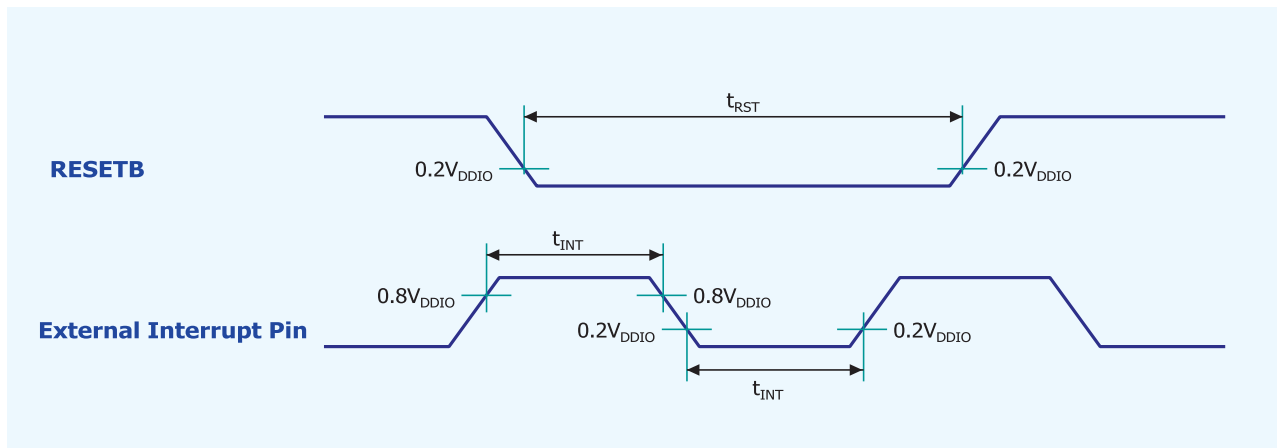 tRST
RESETB
0.2VDDIO
0.2VDDIO
tINT
0.8VDDIO
0.8VDDIO
External Interrupt Pin
0.2VDDIO
0.2VDDIO
tINT